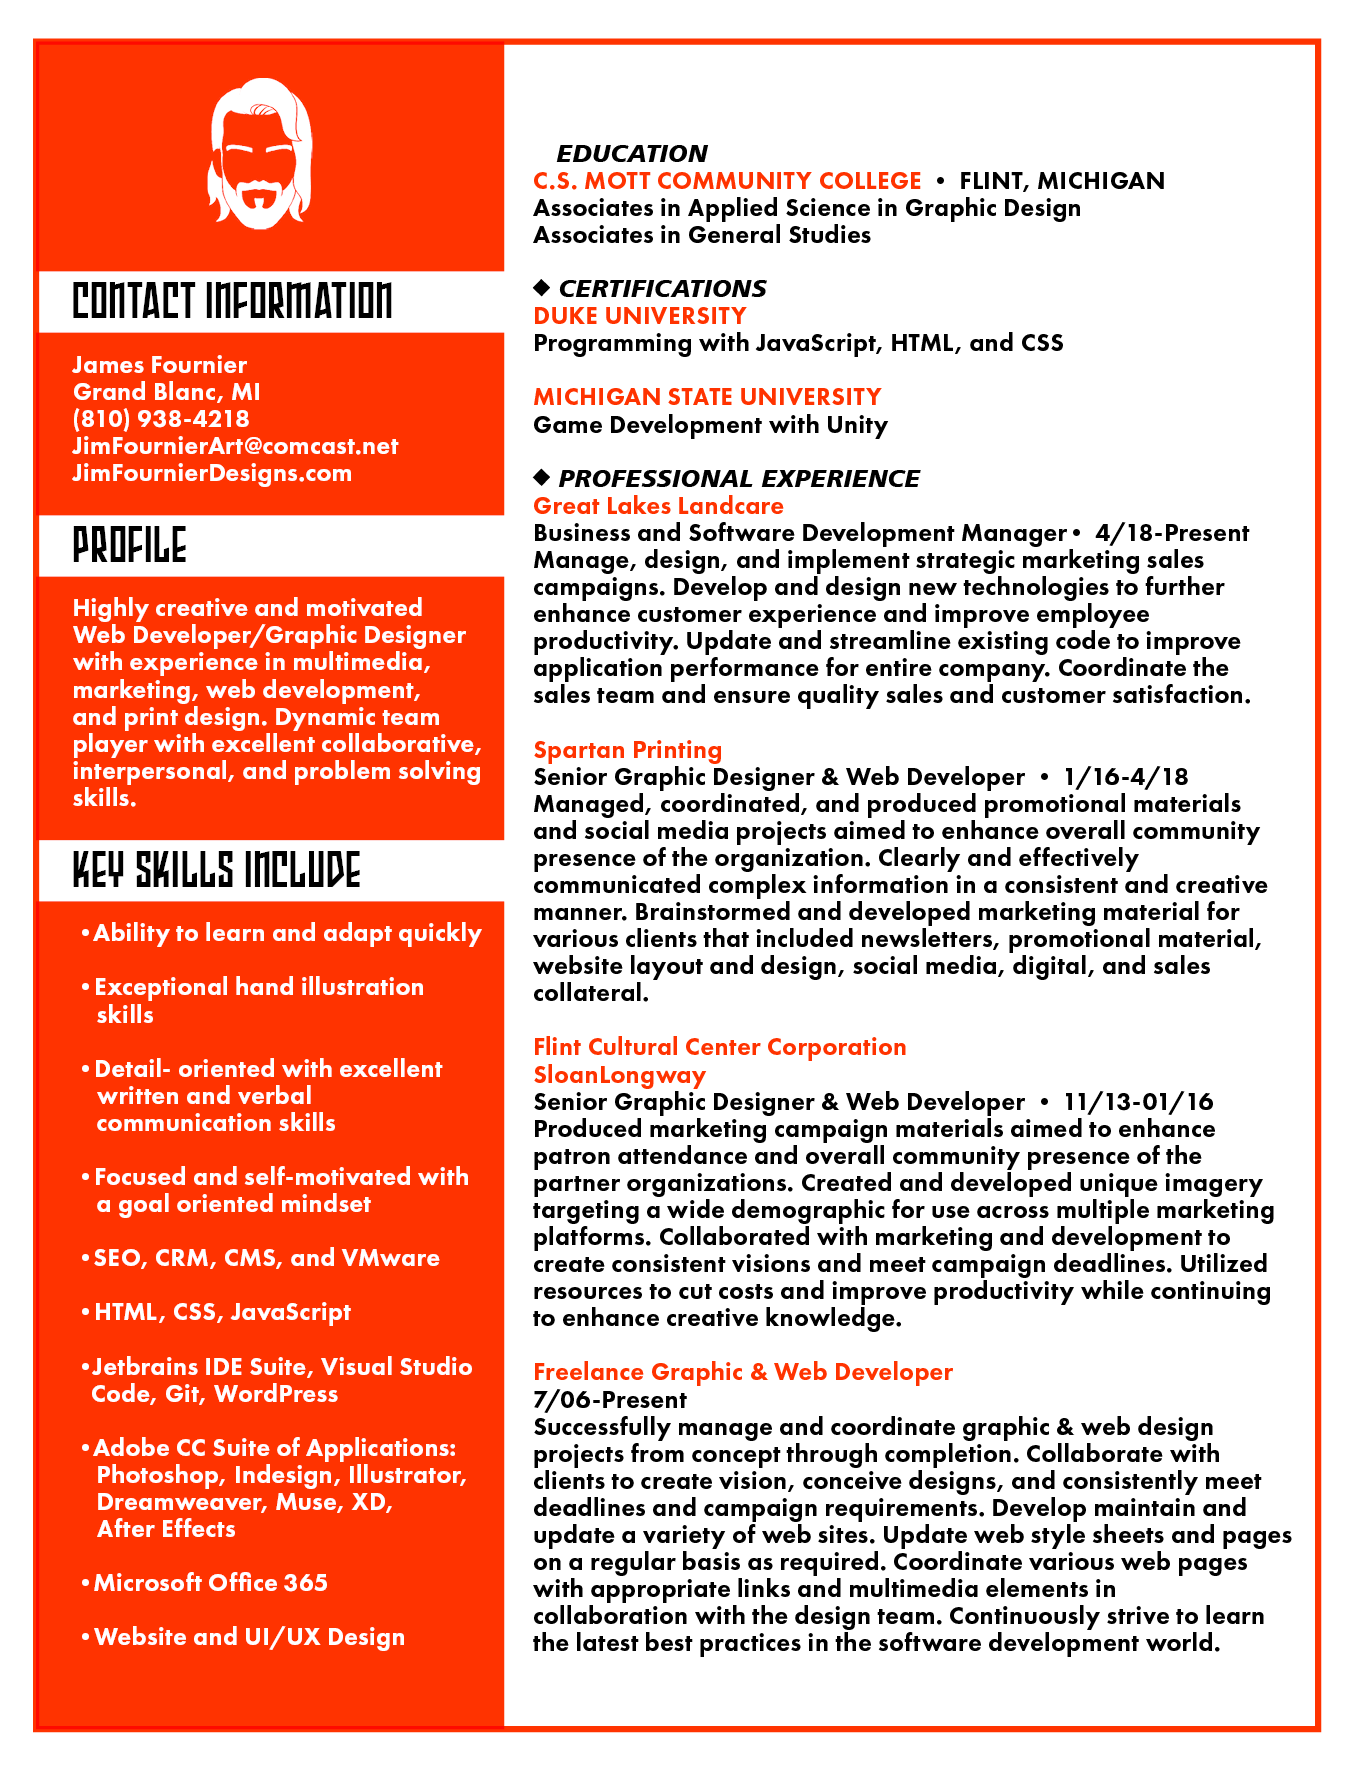 CONTACT INFORMATION
James Fournier
Grand Blanc, MI
(810) 938-4218
JimFournierArt@comcast.net
JimFournierDesigns.com
PROFILE
Highly creative and motivated
Web Developer/Graphic Designer
with experience in multimedia,
marketing, web development,
and print design. Dynamic team
player with excellent collaborative,
interpersonal, and problem solving
skills.
KEY SKILLS INCLUDE
•Ability to learn and adapt quickly
•Exceptional hand illustration
skills
•Detail- oriented with excellent
written and verbal
communication skills
•Focused and self-motivated with
a goal oriented mindset
•SEO, CRM, CMS, and VMware
•HTML, CSS, JavaScript
•Jetbrains IDE Suite, Visual Studio
Code, Git, WordPress
•Adobe CC Suite of Applications:
Photoshop, Indesign, Illustrator,
Dreamweaver, Muse, XD,
After Effects
•Microsoft Office 365
•Website and UI/UX Design
EDUCATION
C.S. MOTT COMMUNITY COLLEGE • FLINT, MICHIGAN
Associates in Applied Science in Graphic Design
Associates in General Studies
◆ CERTIFICATIONS
DUKE UNIVERSITY
Programming with JavaScript, HTML, and CSS
MICHIGAN STATE UNIVERSITY
Game Development with Unity
◆ PROFESSIONAL EXPERIENCE
Great Lakes Landcare
Business and Software Development Manager• 4/18-Present
Manage, design, and implement strategic marketing sales
campaigns. Develop and design new technologies to further
enhance customer experience and improve employee
productivity. Update and streamline existing code to improve
application performance for entire company. Coordinate the
sales team and ensure quality sales and customer satisfaction.
Spartan Printing
Senior Graphic Designer & Web Developer • 1/16-4/18
Managed, coordinated, and produced promotional materials
and social media projects aimed to enhance overall community
presence of the organization. Clearly and effectively
communicated complex information in a consistent and creative
manner. Brainstormed and developed marketing material for
various clients that included newsletters, promotional material,
website layout and design, social media, digital, and sales
collateral.
Flint Cultural Center Corporation
SloanLongway
Senior Graphic Designer & Web Developer • 11/13-01/16
Produced marketing campaign materials aimed to enhance
patron attendance and overall community presence of the
partner organizations. Created and developed unique imagery
targeting a wide demographic for use across multiple marketing
platforms. Collaborated with marketing and development to
create consistent visions and meet campaign deadlines. Utilized
resources to cut costs and improve productivity while continuing
to enhance creative knowledge.
Freelance Graphic & Web Developer
7/06-Present
Successfully manage and coordinate graphic & web design
projects from concept through completion. Collaborate with
clients to create vision, conceive designs, and consistently meet
deadlines and campaign requirements. Develop maintain and
update a variety of web sites. Update web style sheets and pages
on a regular basis as required. Coordinate various web pages
with appropriate links and multimedia elements in
collaboration with the design team. Continuously strive to learn
the latest best practices in the software development world.